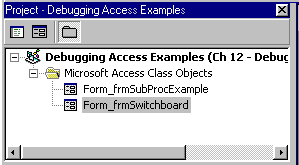 Project - Debugging Access Examples
Debugging Access Examples (Ch 12 - Debug
Microsoft Access Class Objects
Form_frmSubProcExample
Form_frmSwitchboard